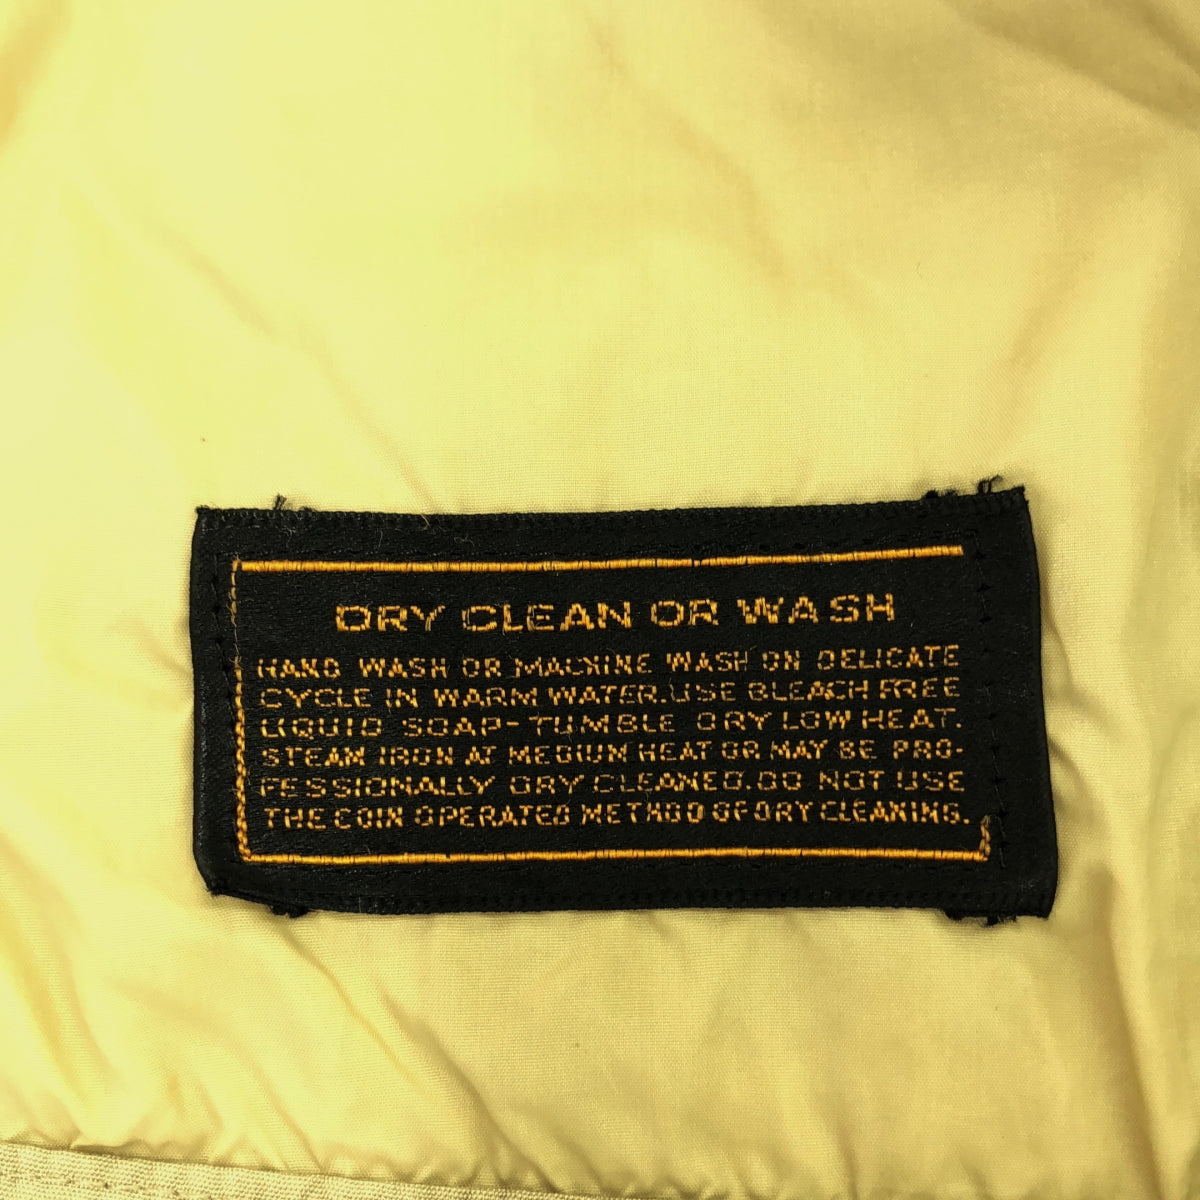 DRY CLEAN OR WASH
HAND WASH OR MACHINE WASH ON DELICATE
CYCLE IN WARM WATER. USE BLEACH FREE
LIQUID SOAP-TUMBLE DRY LOW HEAT.
STEAM IRON AT MEDIUM HEAT OR MAY BE PRO-
FESSIONALLY DRY CLEANED. DO NOT USE
THE COIN OPERATED METHOD OF DRY CLEANING.